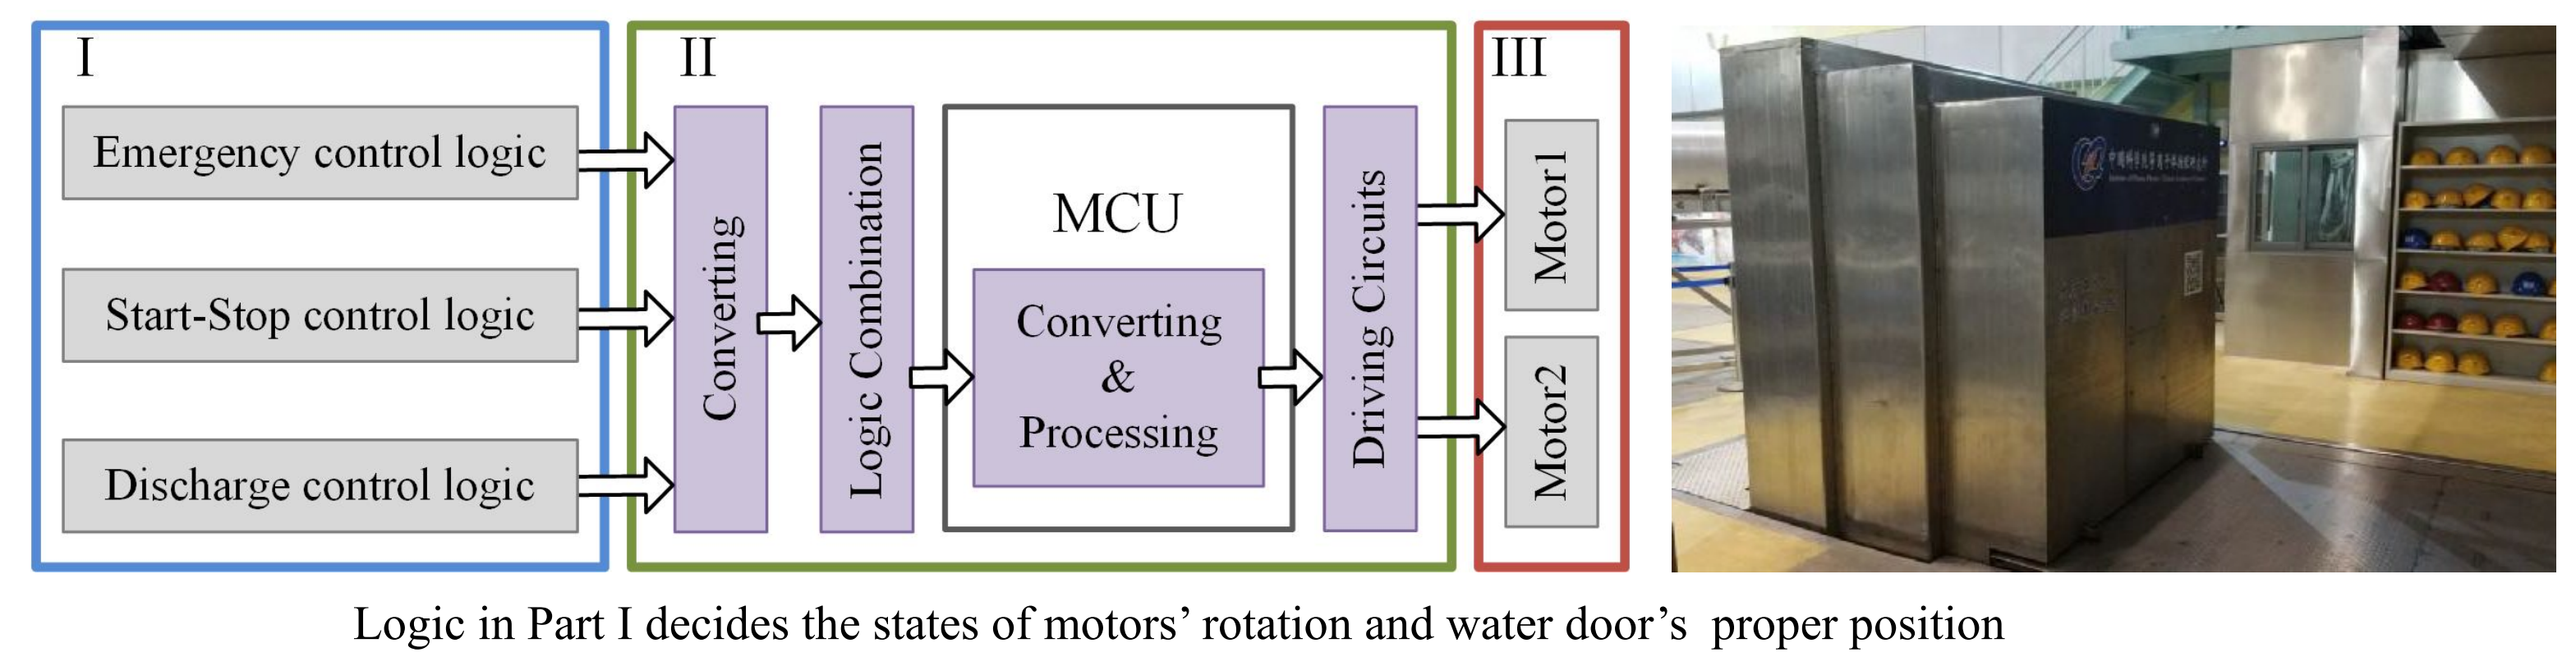 I
Emergency control logic
Start-Stop control logic
Discharge control logic
II
Converting
Logic Combination
MCU
Converting
&
Processing
Driving Circuits
III
Motor1
Motor2
Logic in Part I decides the states of motors’ rotation and water door’s proper position